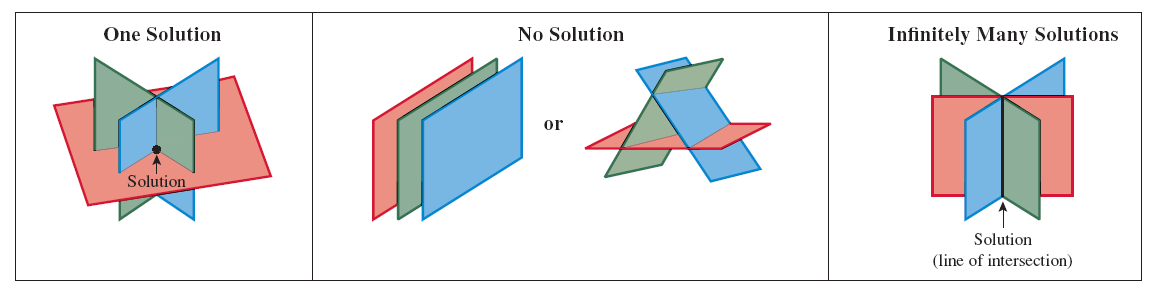 One Solution
Solution
No Solution
or
Infinitely Many Solutions
Solution
(line of intersection)